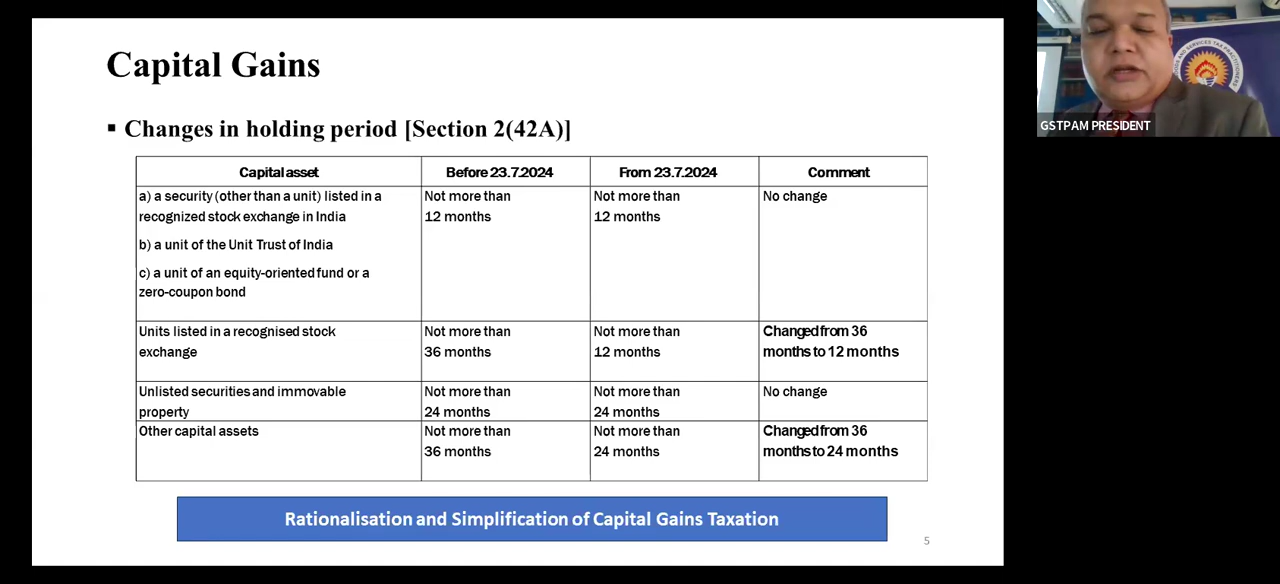 Capital Gains
▪ Changes in holding period [Section 2(42A)]
Capital asset Before 23.7.2024 From 23.7.2024 Comment
a) a security (other than a unit) listed in a Not more than Not more than No change
recognized stock exchange in India 12 months 12 months
b) a unit of the Unit Trust of India
c) a unit of an equity-oriented fund or a
zero-coupon bond
Units listed in a recognised stock Not more than Not more than Changed from 36
exchange 36 months 12 months months to 12 months
Unlisted securities and immovable Not more than Not more than No change
property 24 months 24 months
Other capital assets Not more than Not more than Changed from 36
36 months 24 months months to 24 months
Rationalisation and Simplification of Capital Gains Taxation
5
SERVICES TAX PRACTITIONERS'
GSTPAM PRESIDENT